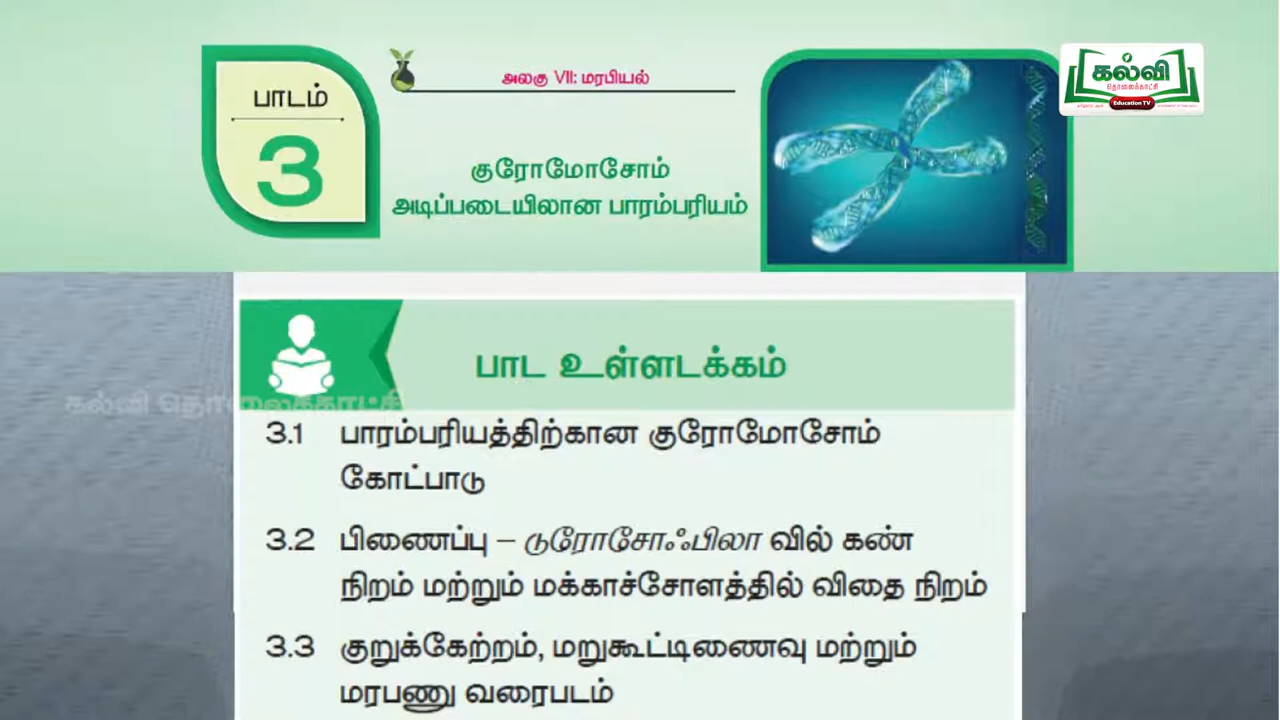 பாடம்
3
அலகு VII: மரபியல்
குரோமோசோம்
அடிப்படையிலான பாரம்பரியம்
கல்வி
தொலைக்காட்சி
Education TV
பாட உள்ளடக்கம்
கல்வி தொலைக்காட்சி
3.1 பாரம்பரியத்திற்கான குரோமோசோம்
கோட்பாடு
3.2 பிணைப்பு – டுரோசோஃபிலா வில் கண்
நிறம் மற்றும் மக்காச்சோளத்தில் விதை நிறம்
3.3 குறுக்கேற்றம், மறுகூட்டிணைவு மற்றும்
மரபணு வரைபடம்